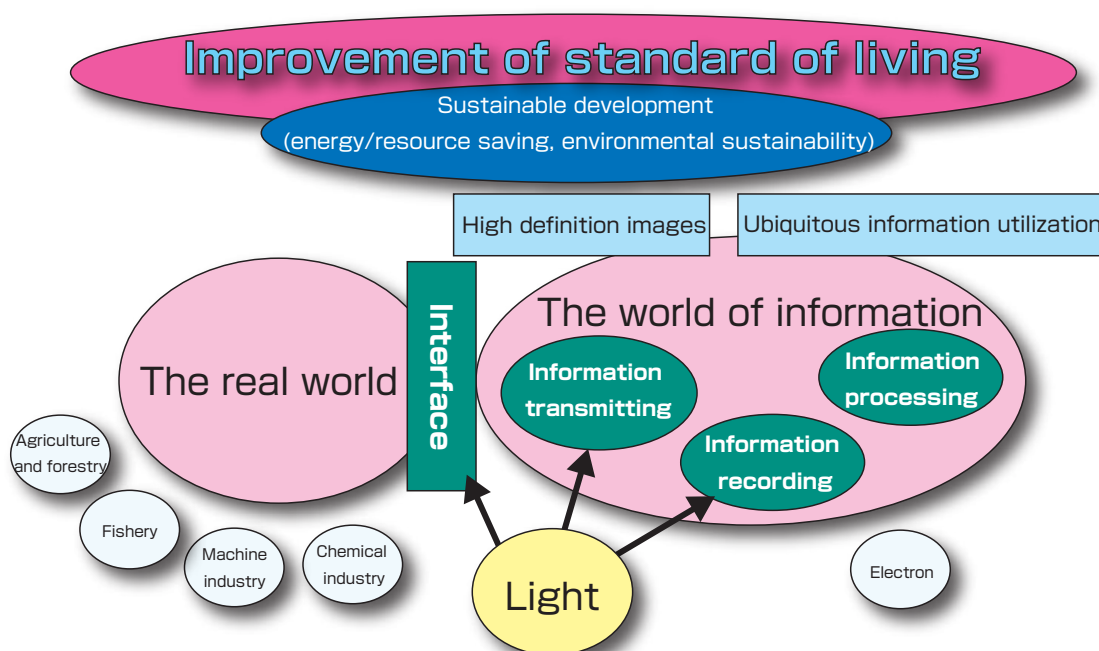 Improvement of standard of living
Sustainable development
(energy/resource saving, environmental sustainability)
High definition images
Ubiquitous information utilization
Interface
The world of information
The real world
Information
transmitting
Information
processing
Information
recording
Agriculture
and forestry
Fishery
Machine
industry
Chemical
industry
Light
Electron